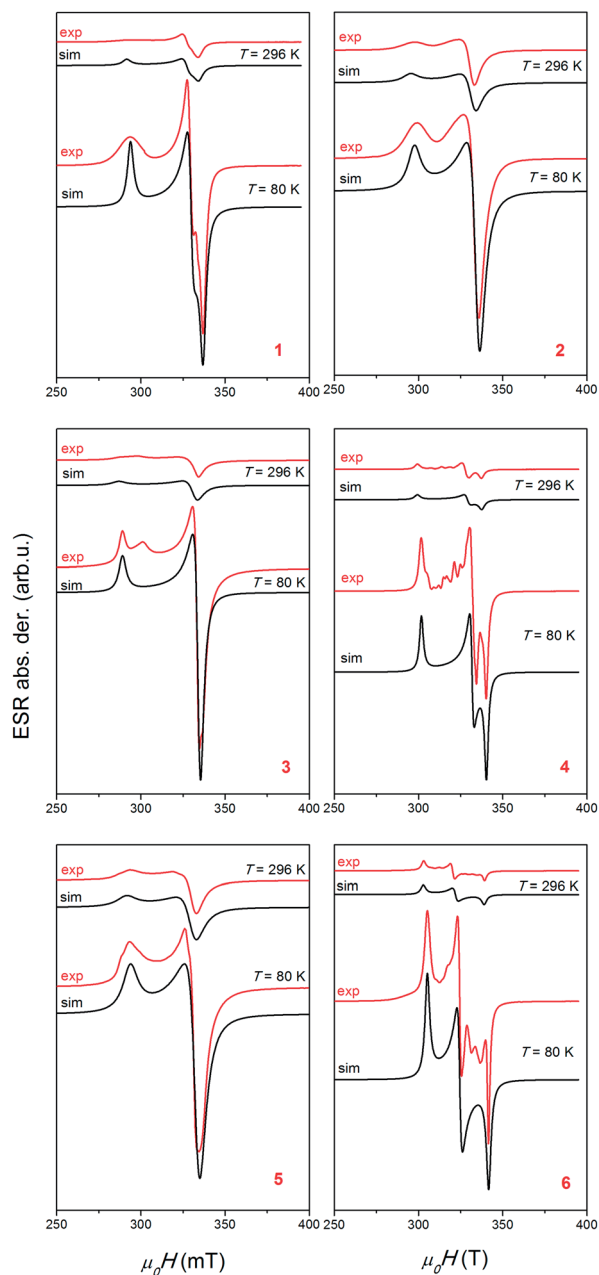 exp
sim
T = 296 K
exp
sim
T = 80 K
1
250 300 350 400
exp
sim
T = 296 K
exp
sim
T = 80 K
2
250 300 350 400
exp
sim
T = 296 K
exp
sim
T = 80 K
3
250 300 350 400
exp
sim
T = 296 K
exp
T = 80 K
sim
4
250 300 350 400
ESR abs. der. (arb.u.)
exp
T = 296 K
sim
exp
T = 80 K
sim
5
250 300 350 400
μ₀H (mT)
exp
sim
T = 296 K
exp
T = 80 K
sim
6
250 300 350 400
μ₀H (T)